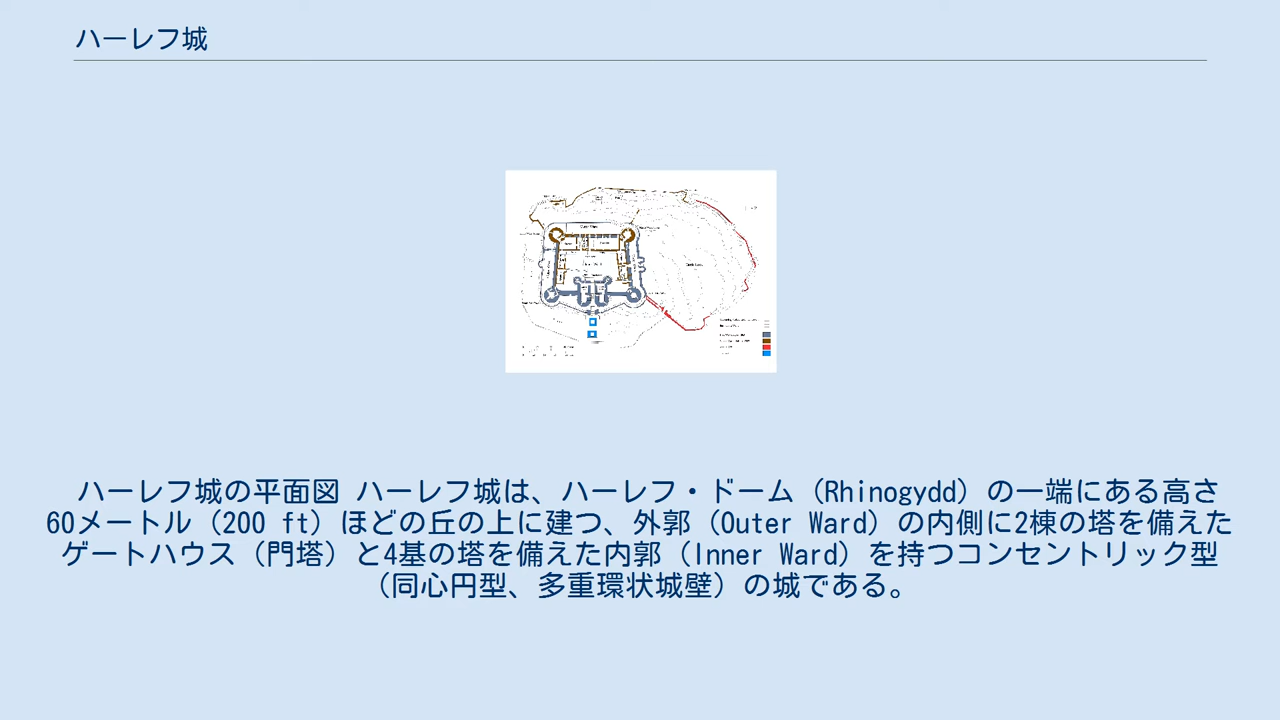 ハーレフ城
ハーレフ城の平面図 ハーレフ城は、ハーレフ・ドーム（Rhinogydd）の一端にある高さ
60メートル（200 ft）ほどの丘の上に建つ、外郭（Outer Ward）の内側に2棟の塔を備えた
ゲートハウス（門塔）と4基の塔を備えた内郭（Inner Ward）を持つコンセントリック型
（同心円型、多重環状城壁）の城である。